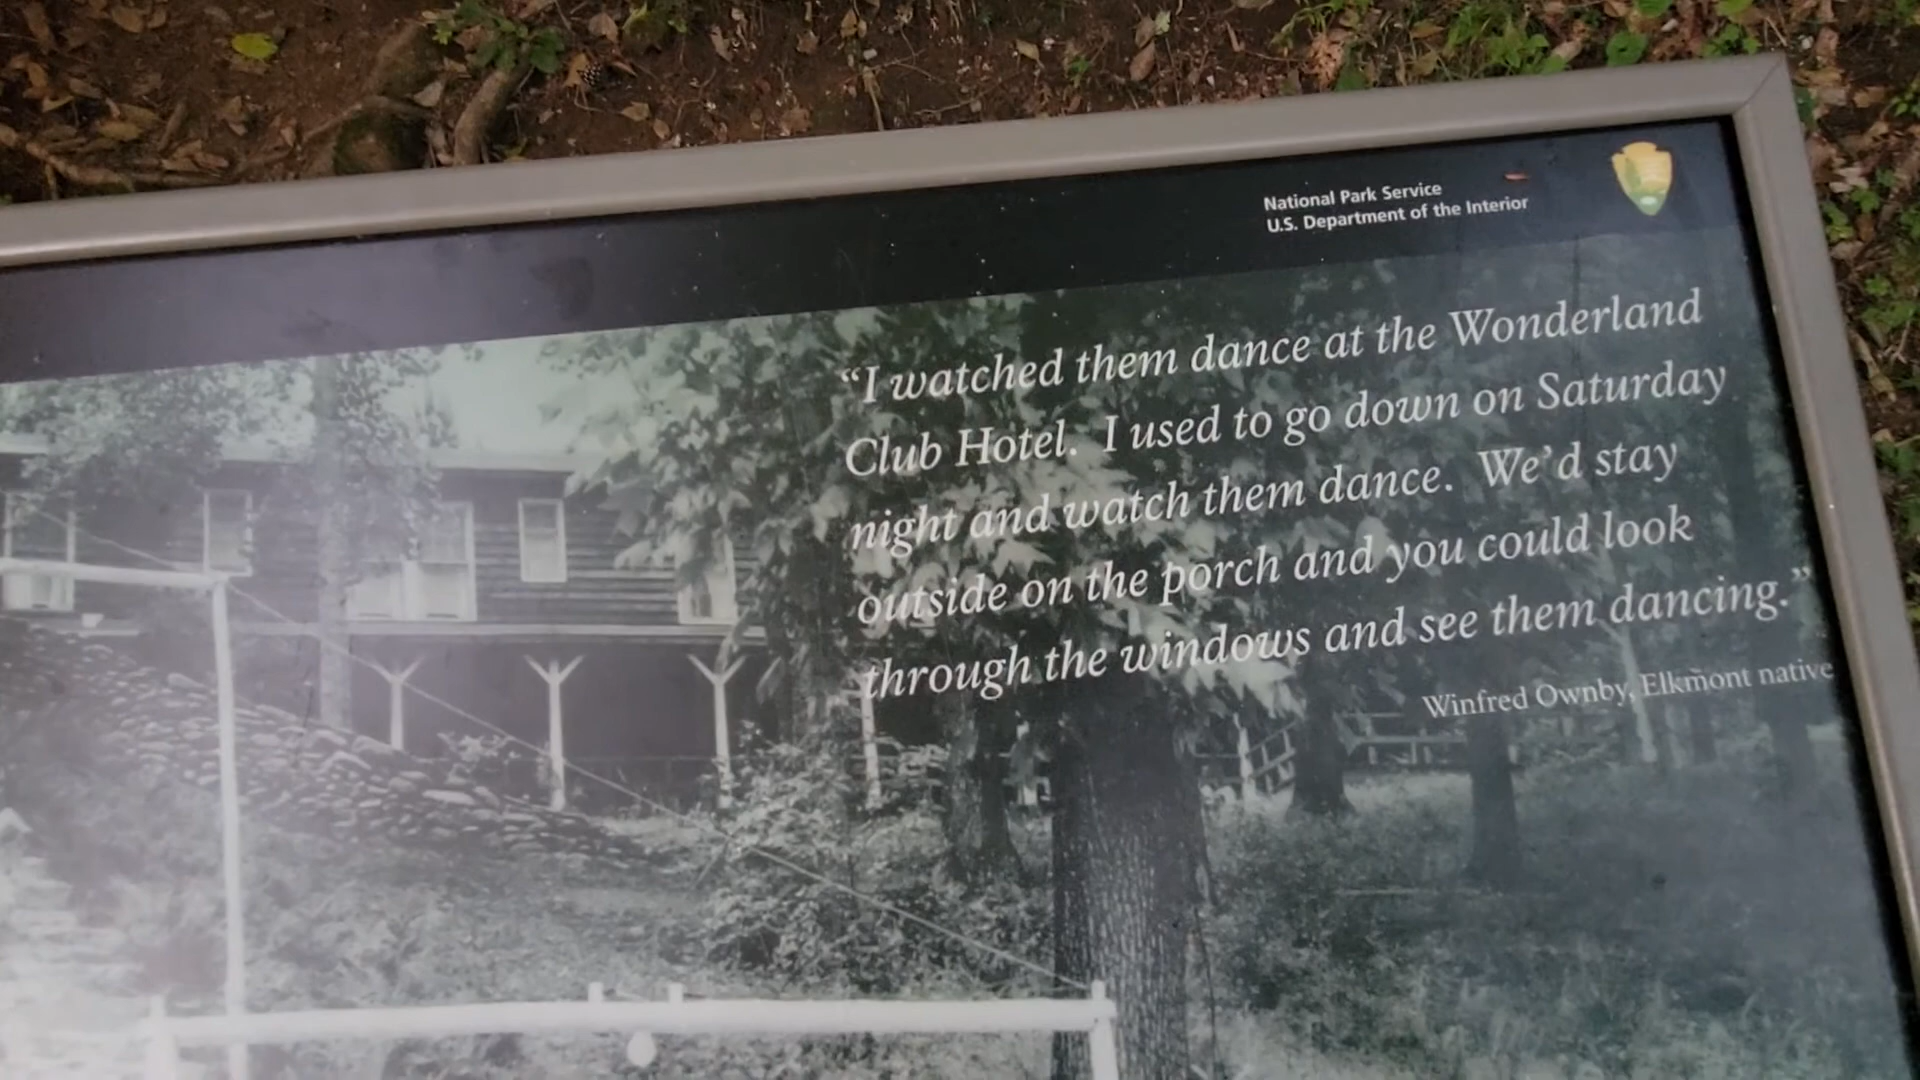 National Park Service
U.S. Department of the Interior
“I watched them dance at the Wonderland
Club Hotel. I used to go down on Saturday
night and watch them dance. We’d stay
outside on the porch and you could look
through the windows and see them dancing.”
Winfred Ownby, Elkmont native